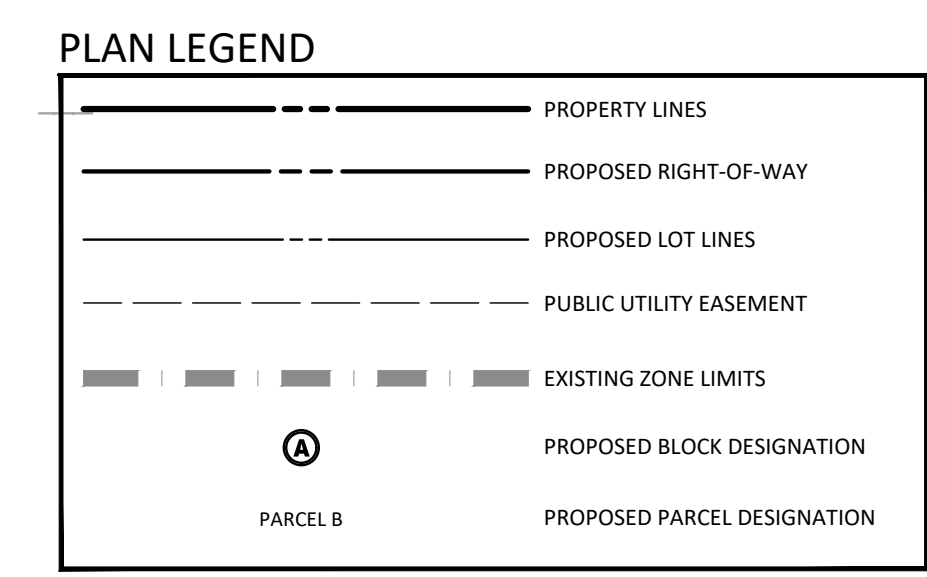 PLAN LEGEND
PROPERTY LINES
PROPOSED RIGHT-OF-WAY
PROPOSED LOT LINES
PUBLIC UTILITY EASEMENT
EXISTING ZONE LIMITS
A PROPOSED BLOCK DESIGNATION
PARCEL B PROPOSED PARCEL DESIGNATION